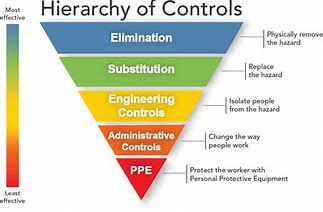 Hierarchy of Controls
Most
effective
Elimination
Physically remove
the hazard
Substitution
Replace
the hazard
Engineering
Controls
Isolate people
from the hazard
Administrative
Controls
Change the way
people work
PPE
Protect the worker with
Personal Protective Equipment
Least
effective